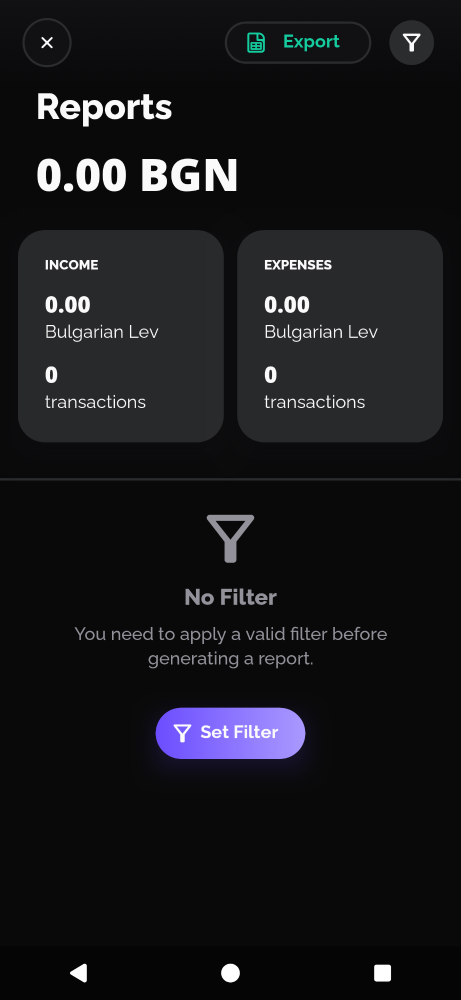 Export
Reports
0.00 BGN
INCOME
0.00
Bulgarian Lev
0
transactions
EXPENSES
0.00
Bulgarian Lev
0
transactions
No Filter
You need to apply a valid filter before
generating a report.
Set Filter